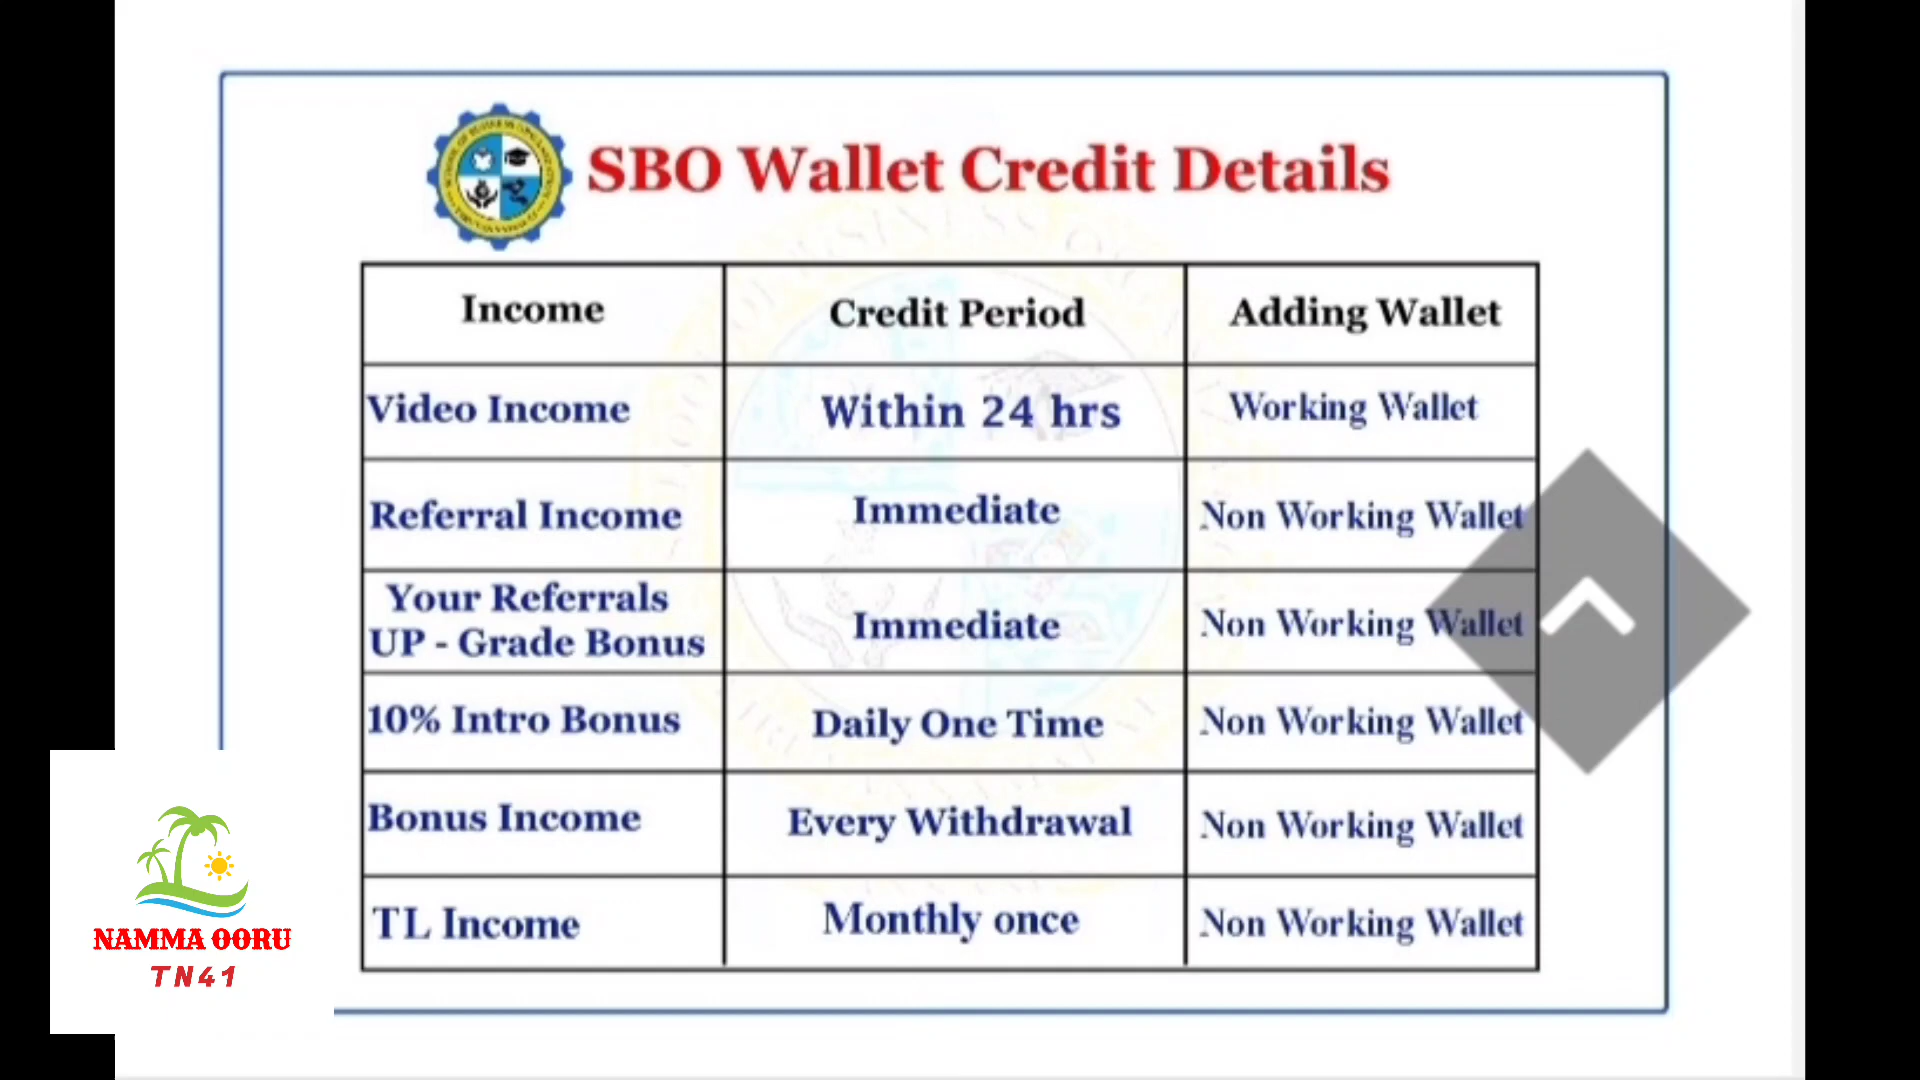 SBO Wallet Credit Details
Income Credit Period Adding Wallet
Video Income Within 24 hrs Working Wallet
Referral Income Immediate Non Working Wallet
Your Referrals
UP - Grade Bonus Immediate Non Working Wallet
10% Intro Bonus Daily One Time Non Working Wallet
Bonus Income Every Withdrawal Non Working Wallet
TL Income Monthly once Non Working Wallet
NAMMA OORU
TN41